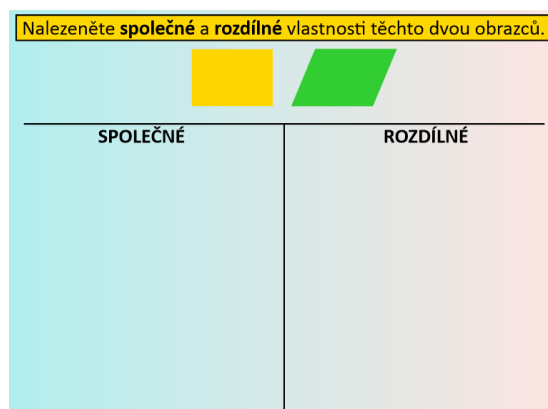 Nalezeněte společné a rozdílné vlastnosti těchto dvou obrazců.
SPOLEČNÉ
ROZDÍLNÉ